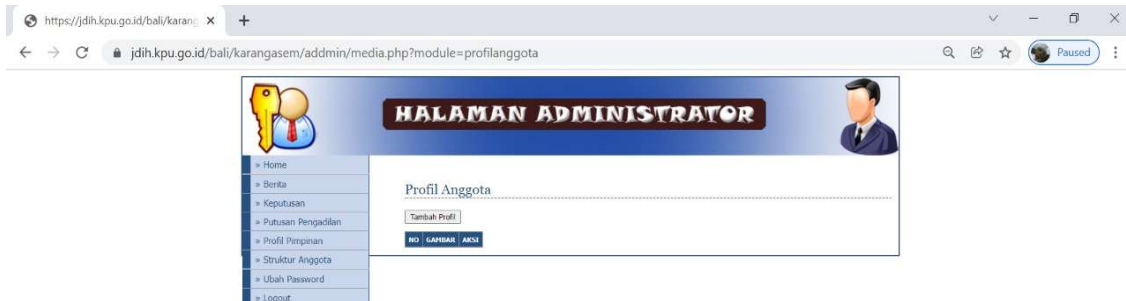 https://jdih.kpu.go.id/bali/karang
jdih.kpu.go.id/bali/karangasem/addmin/media.php?module=profilanggota
Paused
HALAMAN ADMINISTRATOR
» Home
» Berita
» Keputusan
» Putusan Pengadilan
» Profil Pimpinan
» Struktur Anggota
» Ubah Password
» Logout
Profil Anggota
Tambah Profil
NO GAMBAR AKSI